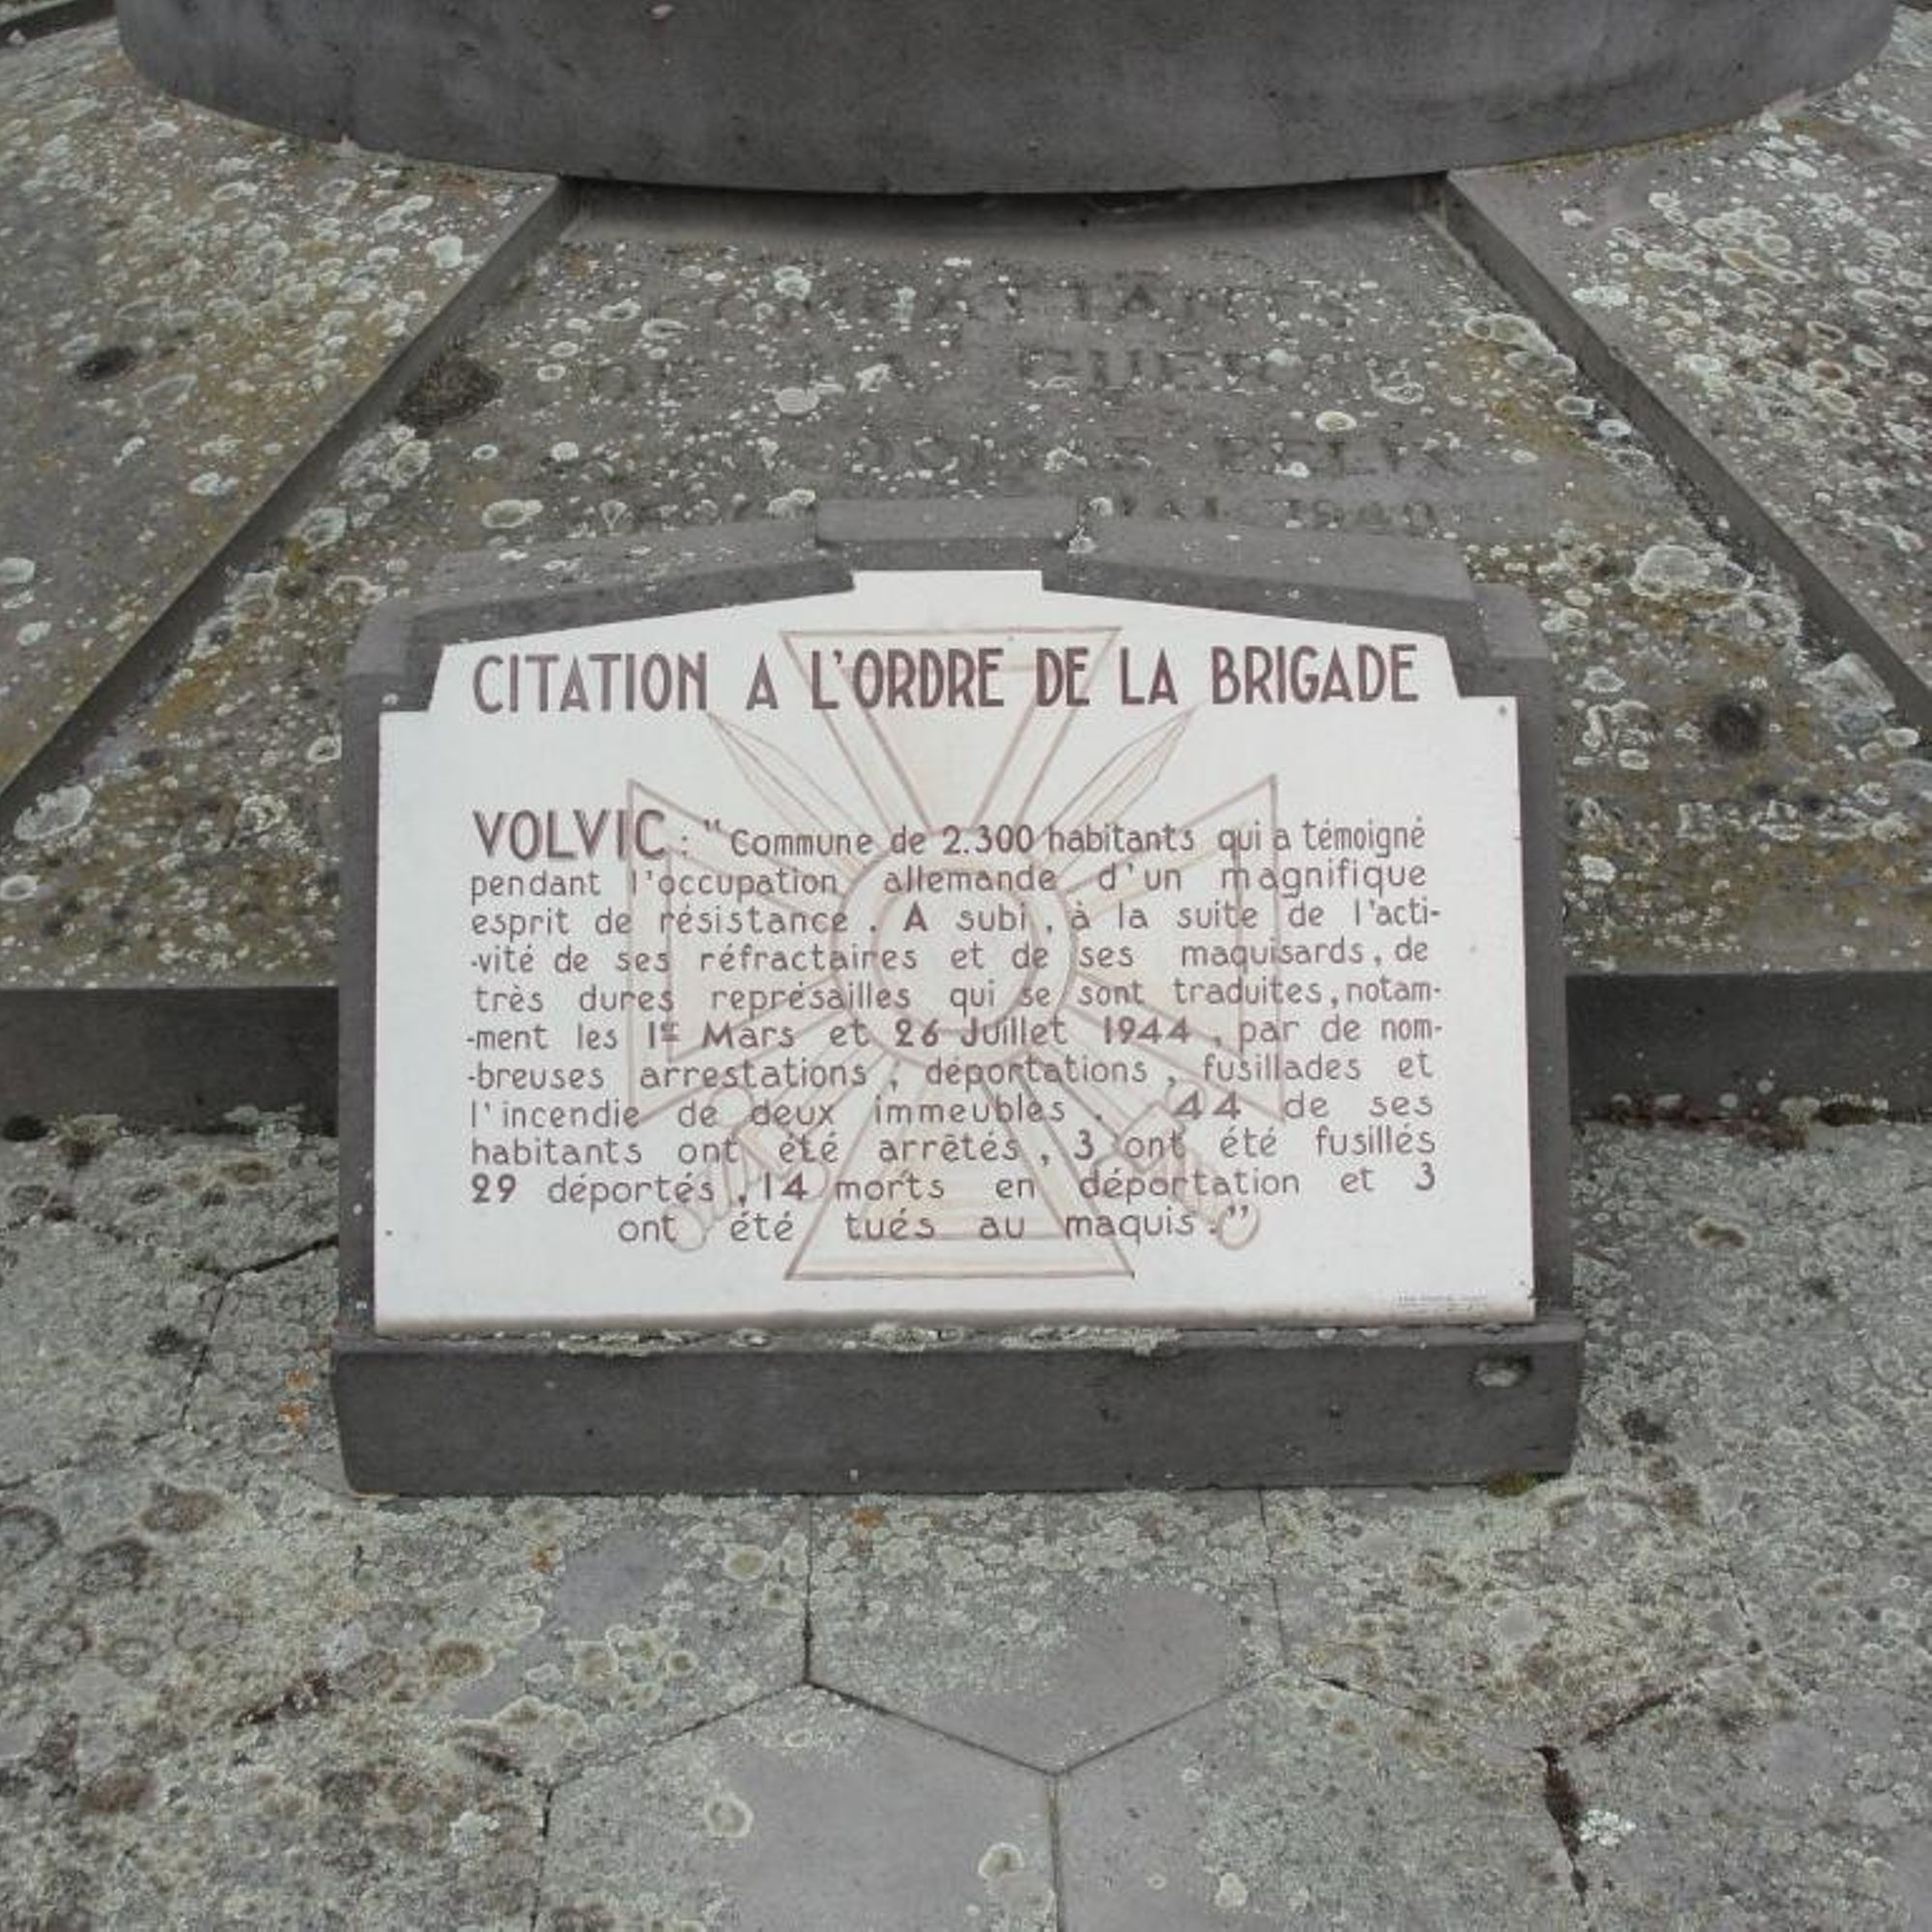 GUERRE
FELIX
1940
CITATION A L'ORDRE DE LA BRIGADE
VOLVIC : "Commune de 2.300 habitants qui a témoigné
pendant l'occupation allemande d'un magnifique
esprit de résistance. A subi, à la suite de l'acti-
-vité de ses réfractaires et de ses maquisards, de
très dures représailles qui se sont traduites, notam-
-ment les 1er Mars et 26 Juillet 1944, par de nom-
-breuses arrestations, déportations, fusillades et
l'incendie de deux immeubles. 44 de ses
habitants ont été arrêtés, 3 ont été fusillés
29 déportés, 14 morts en déportation et 3
ont été tués au maquis."